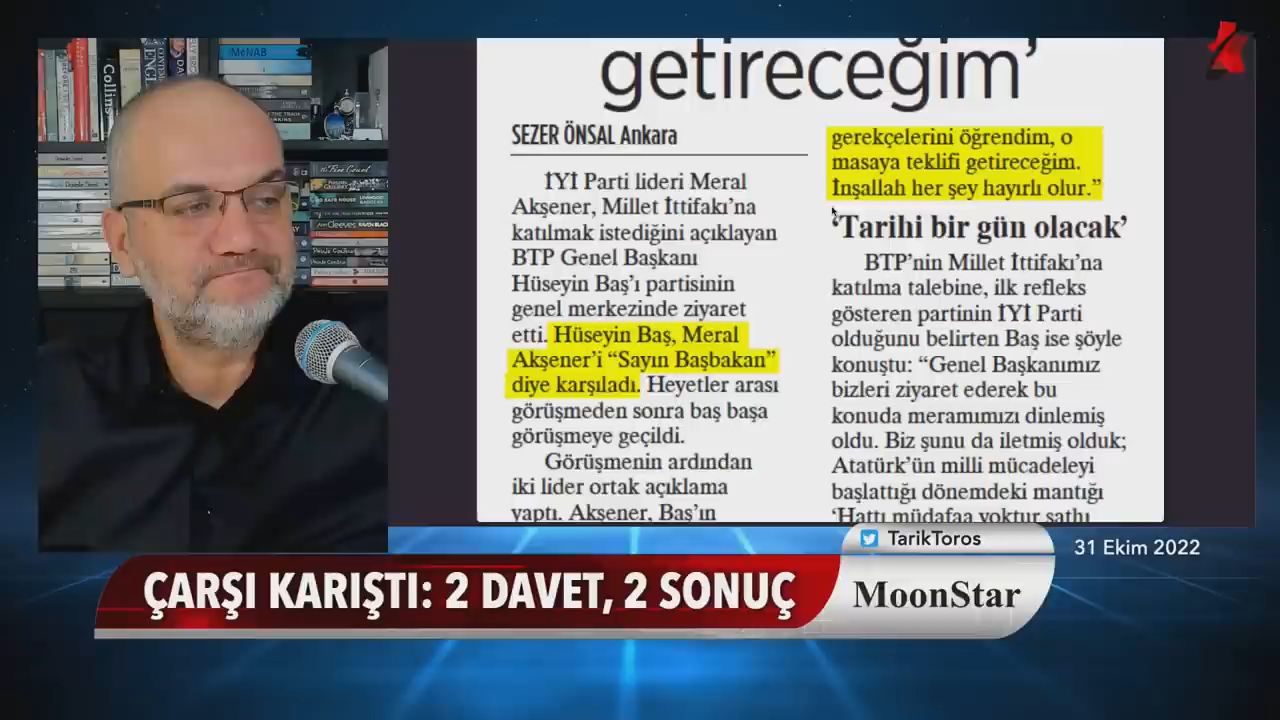 getireceğim’
SEZER ÖNSAL Ankara
İYİ Parti lideri Meral
Akşener, Millet İttifakı’na
katılmak istediğini açıklayan
BTP Genel Başkanı
Hüseyin Baş’ı partisinin
genel merkezinde ziyaret
etti. Hüseyin Baş, Meral
Akşener’i “Sayın Başbakan”
diye karşıladı. Heyetler arası
görüşmeden sonra baş başa
görüşmeye geçildi.
Görüşmenin ardından
iki lider ortak açıklama
yaptı. Akşener, Baş’ın
gerekçelerini öğrendim, o
masaya teklifi getireceğim.
İnşallah her şey hayırlı olur.”
‘Tarihi bir gün olacak’
BTP’nin Millet İttifakı’na
katılma talebine, ilk refleks
gösteren partinin İYİ Parti
olduğunu belirten Baş ise şöyle
konuştu: “Genel Başkanımız
bizleri ziyaret ederek bu
konuda meramımızı dinlemiş
oldu. Biz şunu da iletmiş olduk;
Atatürk’ün milli mücadeleyi
başlattığı dönemdeki mantığı
‘Hattı müdafaa yoktur sathı
TarikToros
31 Ekim 2022
ÇARŞI KARIŞTI: 2 DAVET, 2 SONUÇ
MoonStar
McNAB
Collins